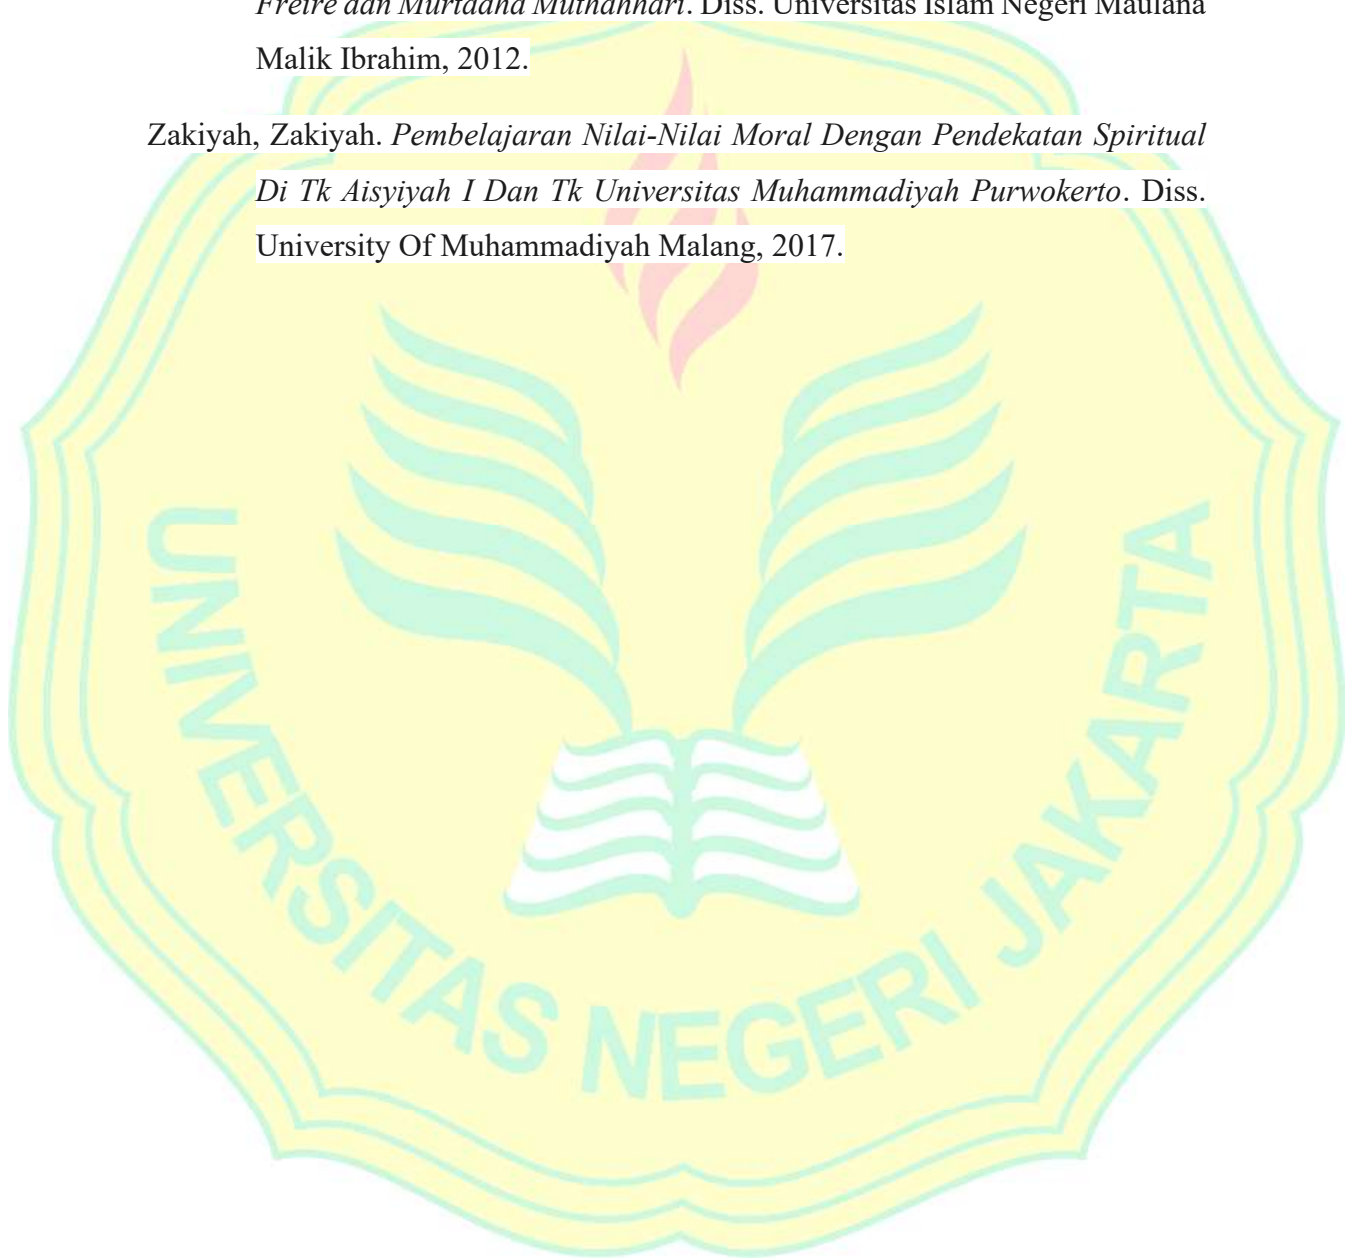 Freire dan Murtadha Muthahhari. Diss. Universitas Islam Negeri Maulana
Malik Ibrahim, 2012.
Zakiyah, Zakiyah. Pembelajaran Nilai-Nilai Moral Dengan Pendekatan Spiritual
Di Tk Aisyiyah I Dan Tk Universitas Muhammadiyah Purwokerto. Diss.
University Of Muhammadiyah Malang, 2017.
UNIVERSITAS NEGERI JAKARTA